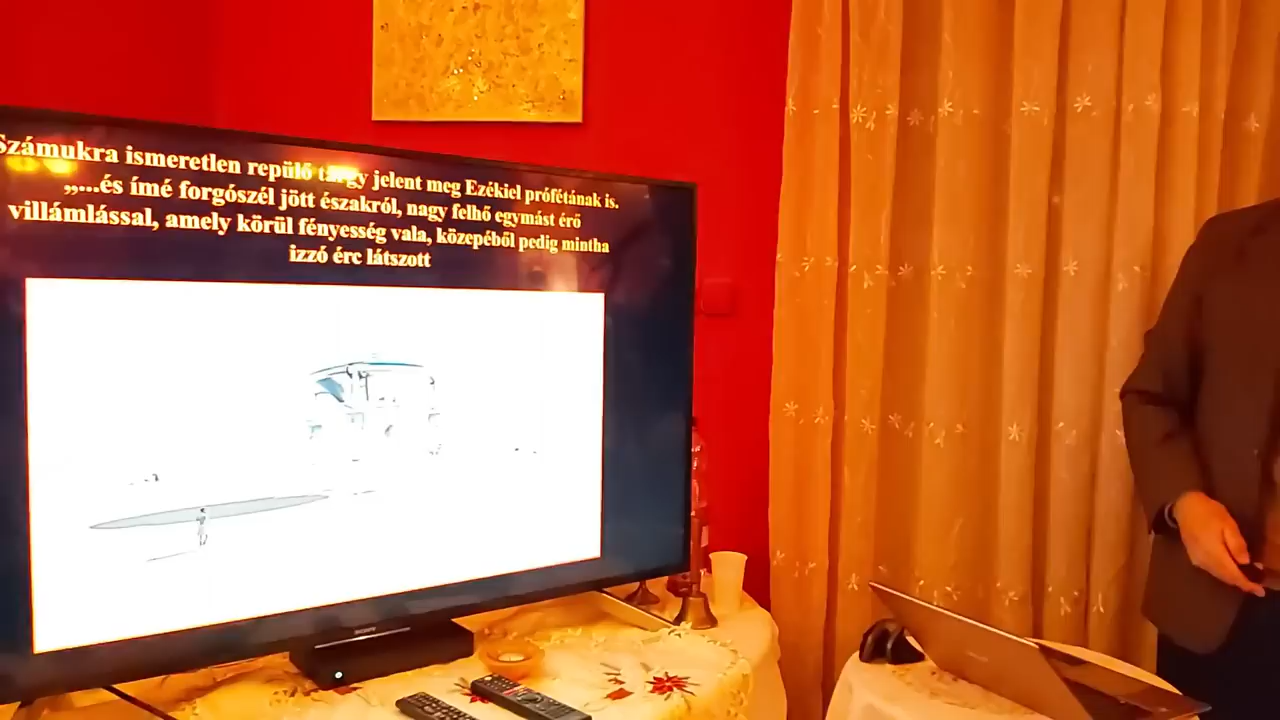 Számukra ismeretlen repülő tárgy jelent meg Ezékiel prófétának is.
„...és ímé forgószél jött északról, nagy felhő egymást érő
villámlással, amely körül fényesség vala, közepéből pedig mintha
izzó érc látszott
SONY